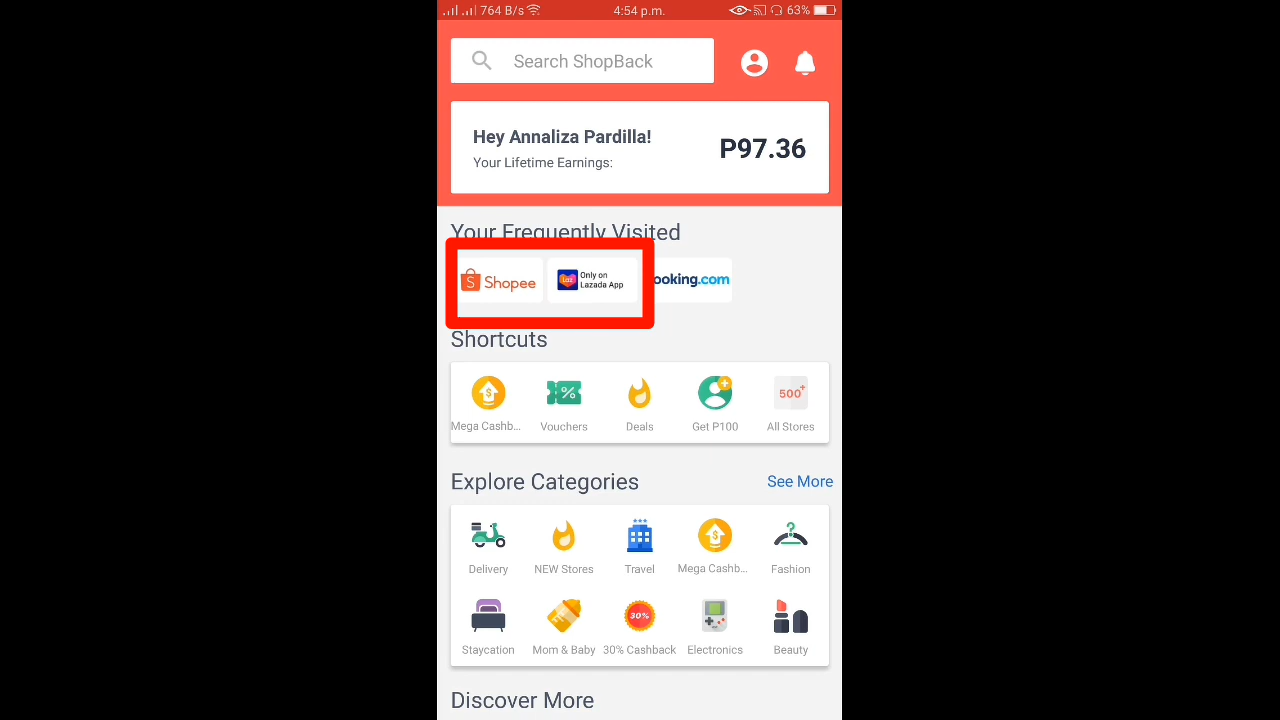 764 B/s 4:54 p.m. 63%
Search ShopBack
Hey Annaliza Pardilla! P97.36
Your Lifetime Earnings:
Your Frequently Visited
Shopee Only on Lazada App ooking.com
Shortcuts
Mega Cashb... Vouchers Deals Get P100 All Stores
500+
Explore Categories See More
Delivery NEW Stores Travel Mega Cashb... Fashion
30%
Staycation Mom & Baby 30% Cashback Electronics Beauty
Discover More